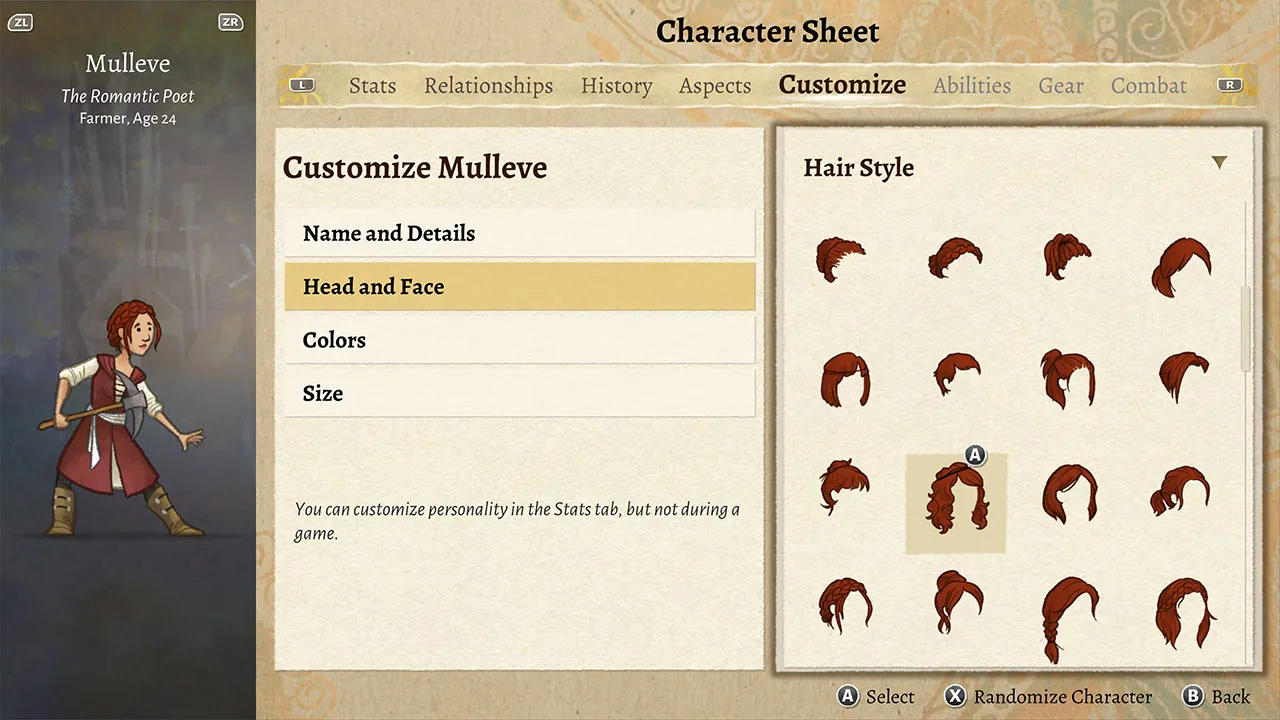 ZL
ZR
Mulleve
The Romantic Poet
Farmer, Age 24
Character Sheet
L
Stats
Relationships
History
Aspects
Customize
Abilities
Gear
Combat
R
Customize Mulleve
Name and Details
Head and Face
Colors
Size
You can customize personality in the Stats tab, but not during a
game.
Hair Style
A
A Select
X Randomize Character
B Back